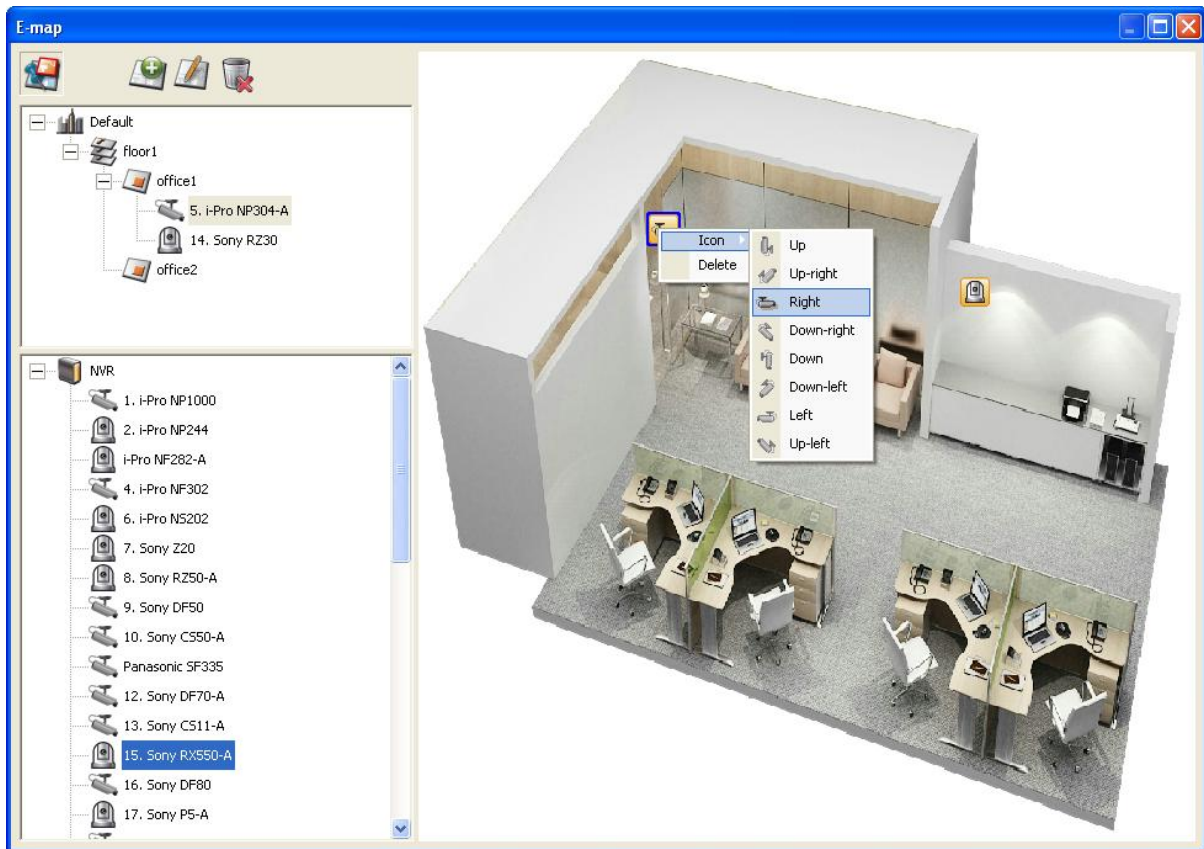 E-map
Default
floor1
office1
5. i-Pro NP304-A
14. Sony RZ30
office2
NVR
1. i-Pro NP1000
2. i-Pro NP244
i-Pro NF282-A
4. i-Pro NF302
6. i-Pro NS202
7. Sony Z20
8. Sony RZ50-A
9. Sony DF50
10. Sony CS50-A
Panasonic SF335
12. Sony DF70-A
13. Sony CS11-A
15. Sony RX550-A
16. Sony DF80
17. Sony P5-A
Icon
Delete
Up
Up-right
Right
Down-right
Down
Down-left
Left
Up-left